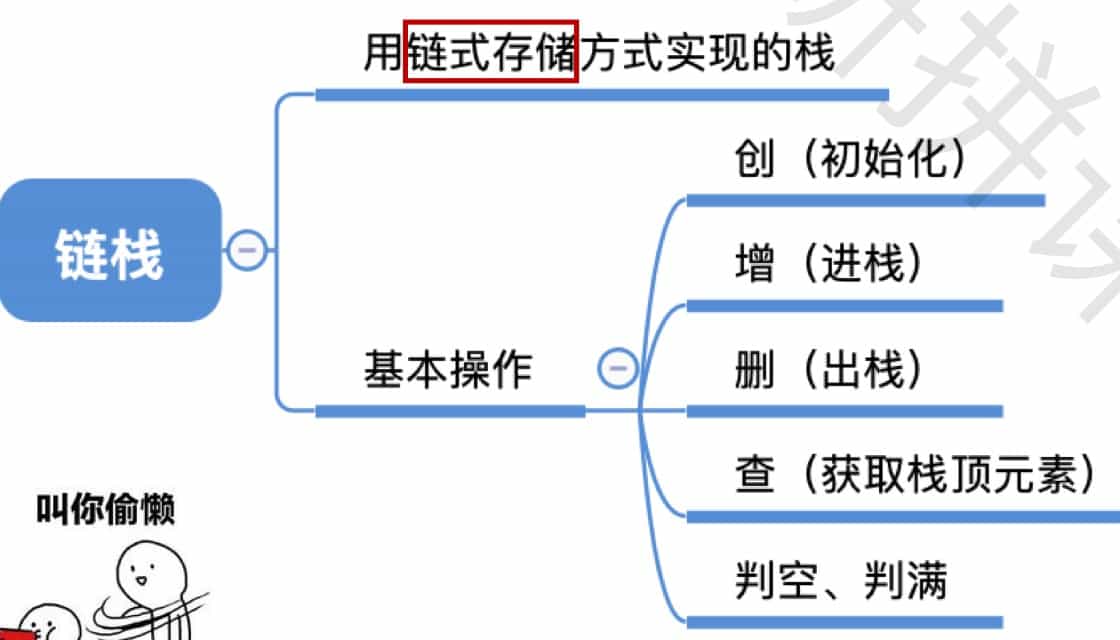 用链式存储方式实现的栈
创（初始化）
增（进栈）
链栈
基本操作
删（出栈）
查（获取栈顶元素）
叫你偷懒
判空、判满